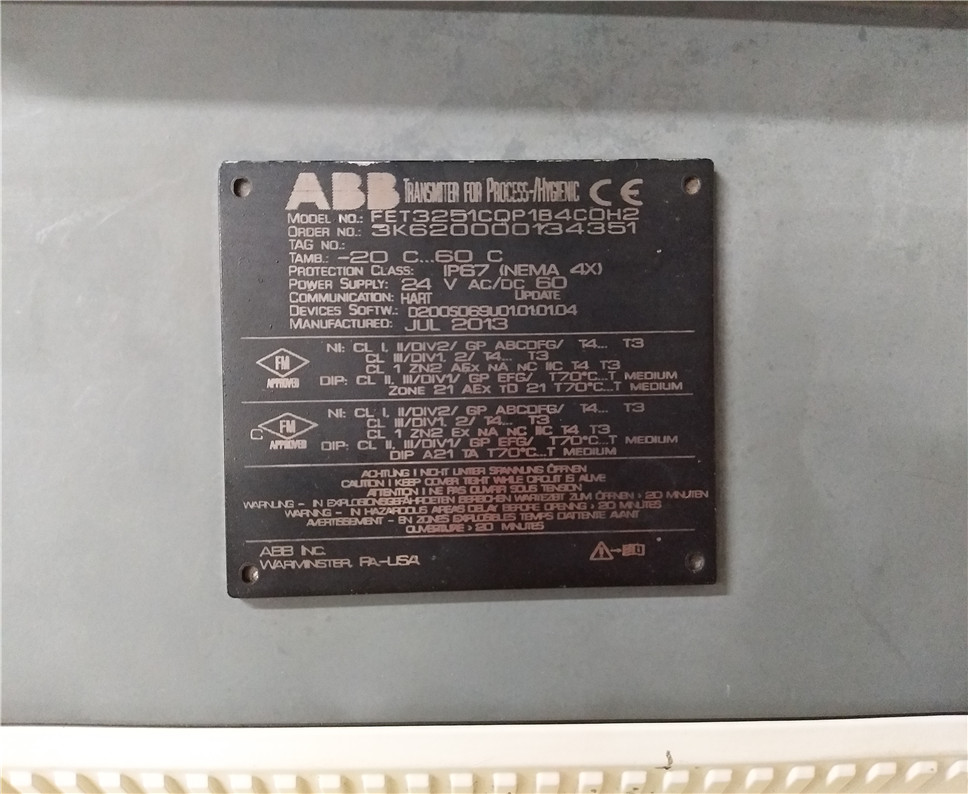 ABB TRANSMITTER FOR PROCESS-/HYGIENIC CE
MODEL NO.: FET3251C0P1B4C0H2
ORDER NO.: 3K620000134351
TAG NO.:
TAMB.: -20 C...60 C
PROTECTION CLASS: IP67 (NEMA 4X)
POWER SUPPLY: 24 V AC/DC 60
COMMUNICATION: HART UPDATE
DEVICES SOFTW.: D200S069U01.01.01.04
MANUFACTURED: JUL 2013
NI: CL I, II/DIV2/ GP ABCDFG/ T4... T3
CL III/DIV1, 2/ T4... T3
FM
APPROVED
CL 1 ZN2 AEX NA NC IIC T4 T3
DIP: CL II, III/DIV1/ GP EFG/ T70°C...T MEDIUM
ZONE 21 AEX TD 21 T70°C...T MEDIUM
NI: CL I, II/DIV2/ GP ABCDFG/ T4... T3
CL III/DIV1, 2/ T4... T3
C FM
APPROVED
CL 1 ZN2 EX NA NC IIC T4 T3
DIP: CL II, III/DIV1/ GP EFG/ T70°C...T MEDIUM
DIP A21 TA T70°C...T MEDIUM
ACHTUNG ! NICHT UNTER SPANNUNG ÖFFNEN
CAUTION ! KEEP COVER TIGHT WHILE CIRCUIT IS ALIVE
ATTENTION ! NE PAS OUVRIR SOUS TENSION
WARNUNG - IN EXPLOSIONSGEFÄHRDETEN BEREICHEN WARTEZEIT ZUM ÖFFNEN > 20 MINUTEN
WARNING - IN HAZARDOUS AREAS DELAY BEFORE OPENING > 20 MINUTES
AVERTISSEMENT - EN ZONES EXPLOSIBLES TEMPS D'ATTENTE AVANT
OUVERTURE > 20 MINUTES
ABB INC.
WARMINSTER, PA-USA